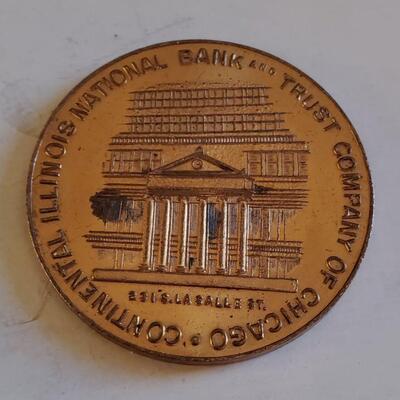 CONTINENTAL ILLINOIS NATIONAL BANK AND TRUST COMPANY OF CHICAGO •
231 S. LA SALLE ST.